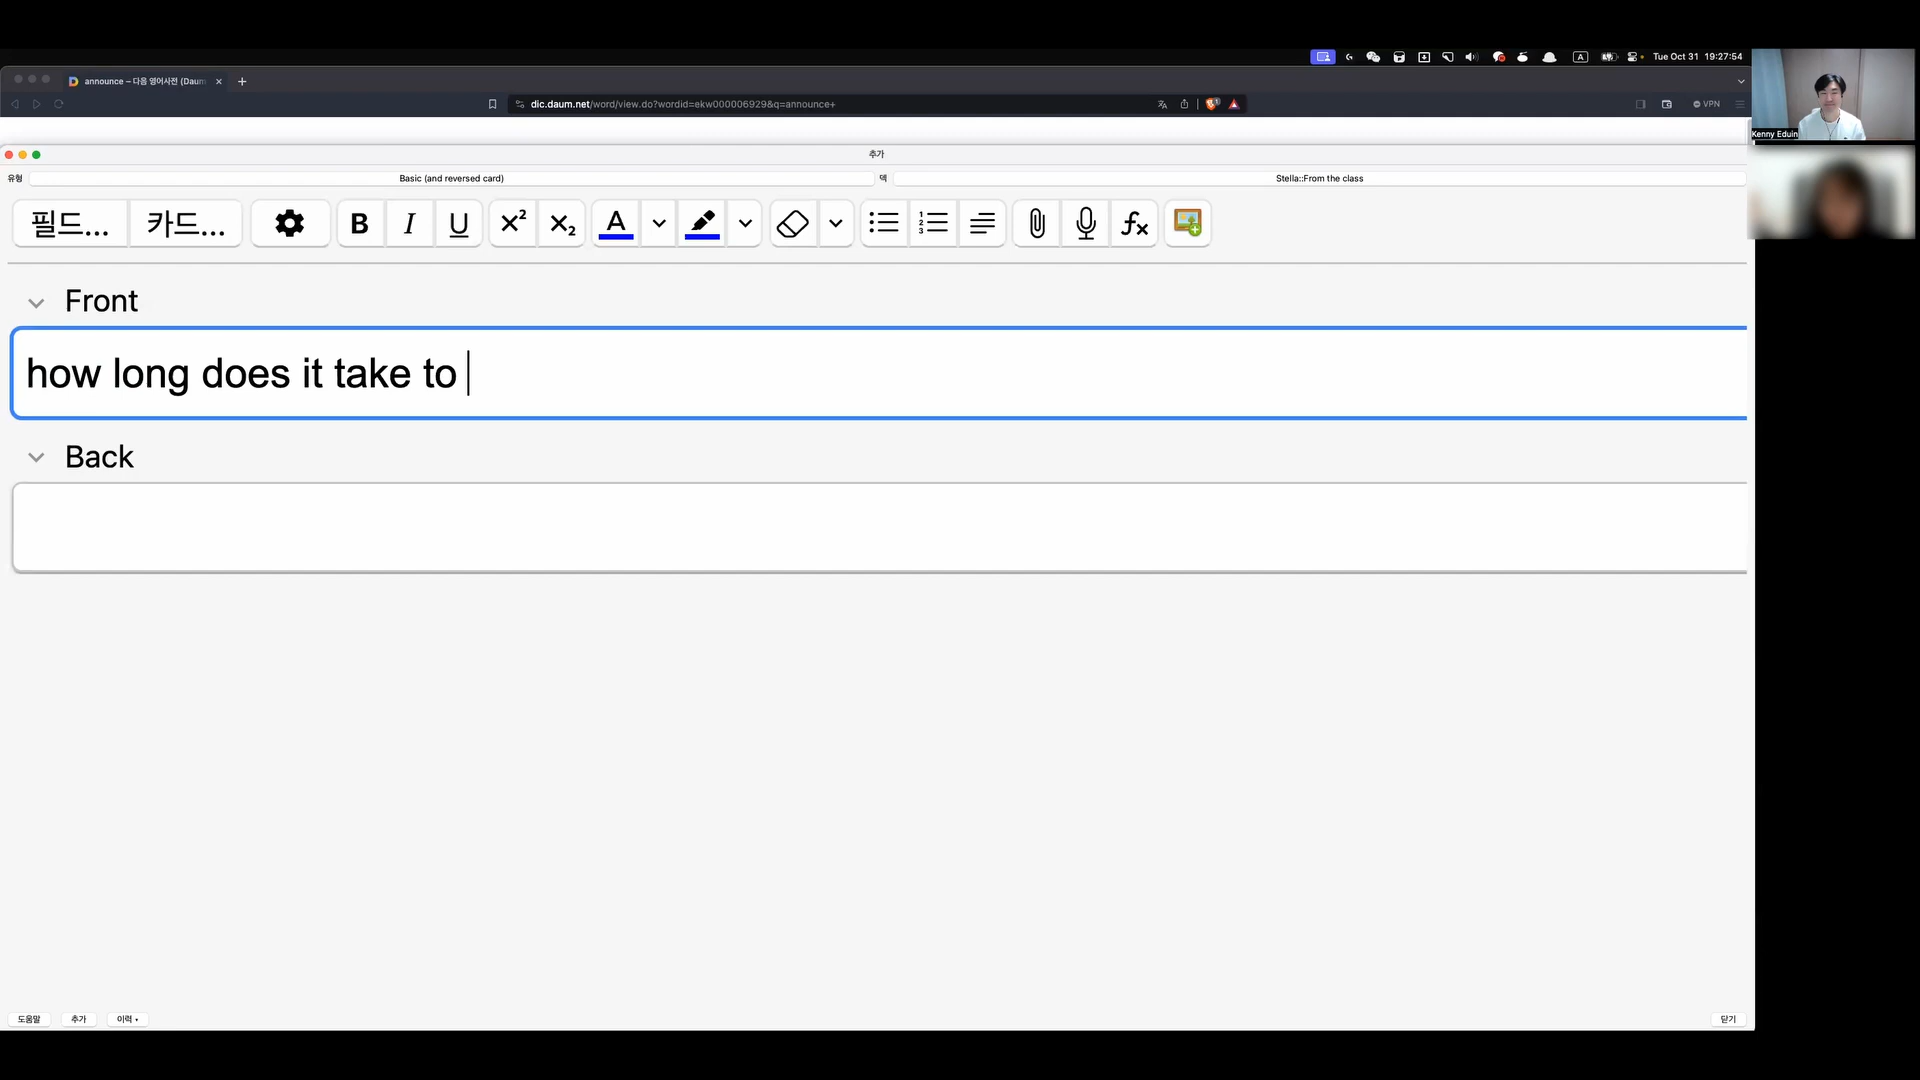 Tue Oct 31 19:27:54
announce – 다음 영어사전 (Daum
dic.daum.net/word/view.do?wordid=ekw000006929&q=announce+
VPN
Kenny Eduin
추가
유형 Basic (and reversed card) 덱 Stella::From the class
필드... 카드...
Front
how long does it take to
Back
도움말 추가 이력 닫기